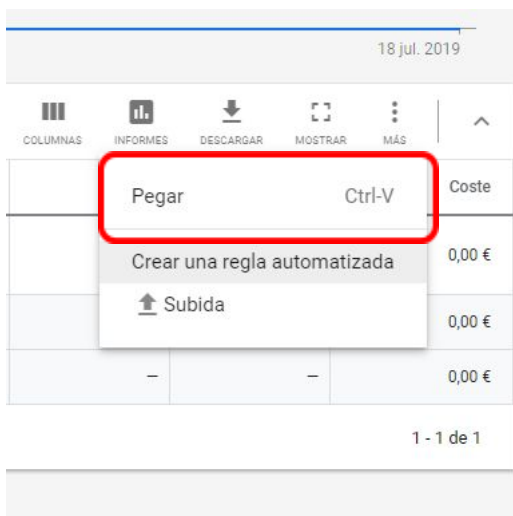 18 jul. 2019
COLUMNAS INFORMES DESCARGAR MOSTRAR MÁS
Pegar Ctrl-V Coste
Crear una regla automatizada 0,00 €
Subida 0,00 €
– – 0,00 €
1 - 1 de 1